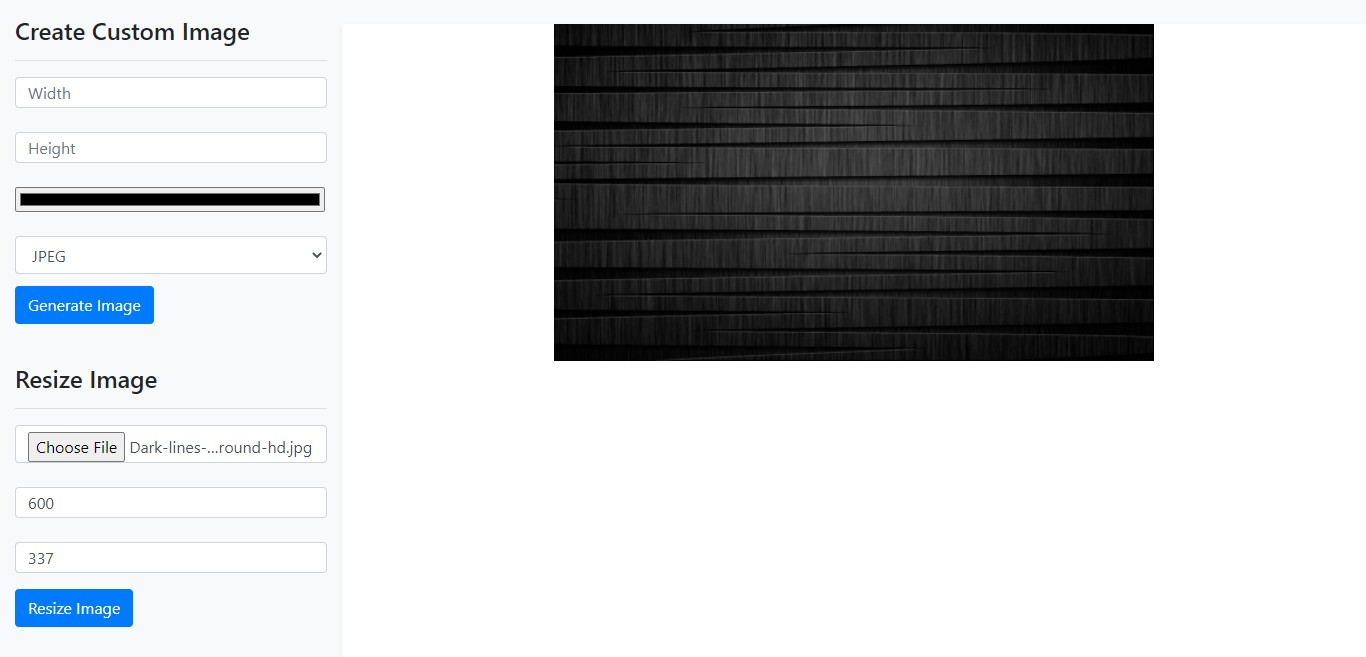 Create Custom Image
Width
Height
JPEG
Generate Image
Resize Image
Choose File Dark-lines-...round-hd.jpg
600
337
Resize Image